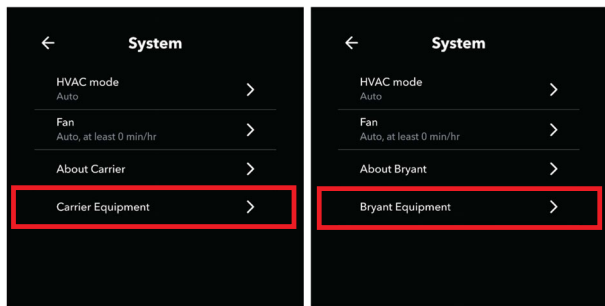 System
HVAC mode
Auto
Fan
Auto, at least 0 min/hr
About Carrier
Carrier Equipment
System
HVAC mode
Auto
Fan
Auto, at least 0 min/hr
About Bryant
Bryant Equipment